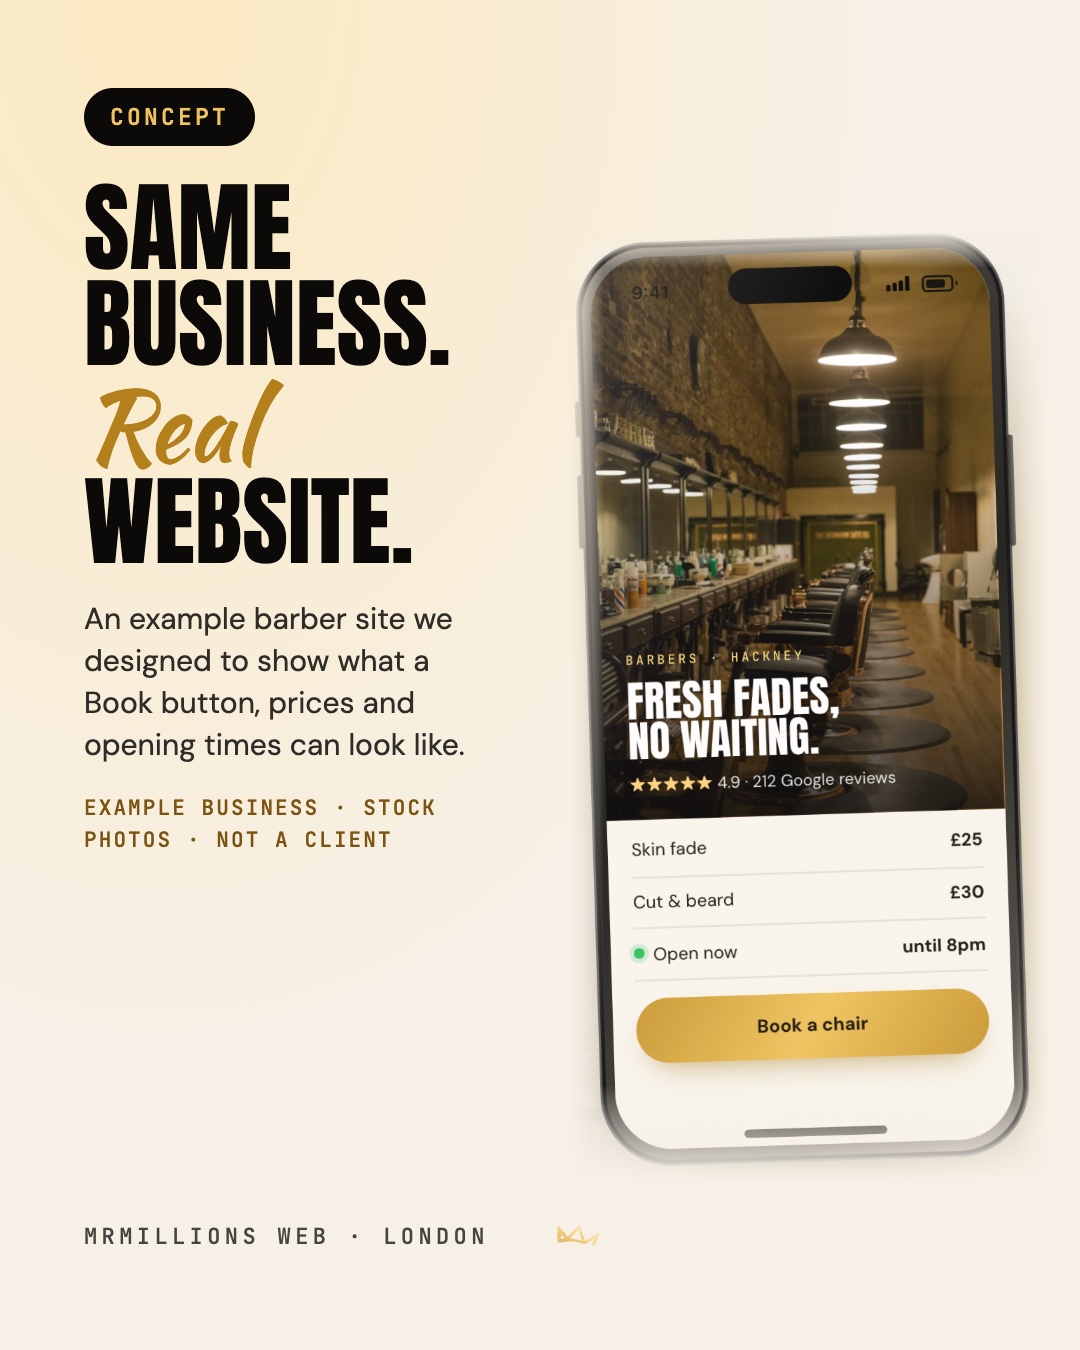 CONCEPT
SAME
BUSINESS.
Real
WEBSITE.
An example barber site we
designed to show what a
Book button, prices and
opening times can look like.
EXAMPLE BUSINESS · STOCK
PHOTOS · NOT A CLIENT
9:41
BARBERS · HACKNEY
FRESH FADES,
NO WAITING.
★★★★★ 4.9 · 212 Google reviews
Skin fade £25
Cut & beard £30
Open now until 8pm
Book a chair
MRMILLIONS WEB · LONDON